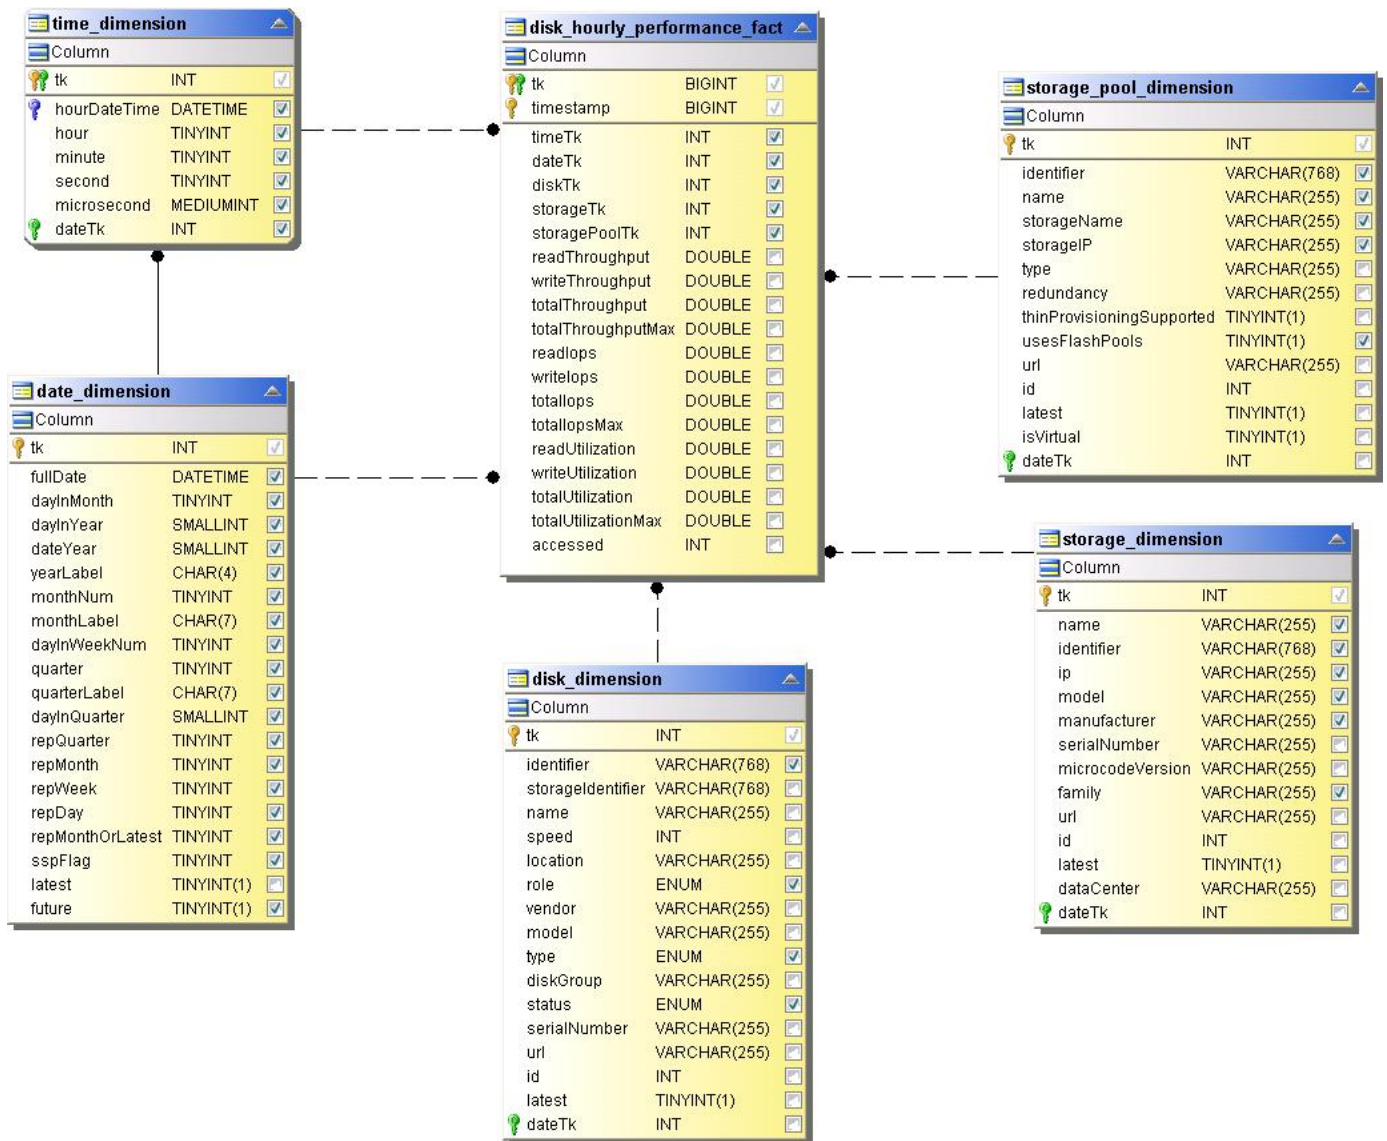 time_dimension
Column
tk INT
hourDateTime DATETIME
hour TINYINT
minute TINYINT
second TINYINT
microsecond MEDIUMINT
dateTk INT
disk_hourly_performance_fact
Column
tk BIGINT
timestamp BIGINT
timeTk INT
dateTk INT
diskTk INT
storageTk INT
storagePoolTk INT
readThroughput DOUBLE
writeThroughput DOUBLE
totalThroughput DOUBLE
totalThroughputMax DOUBLE
readIops DOUBLE
writeIops DOUBLE
totalIops DOUBLE
totalIopsMax DOUBLE
readUtilization DOUBLE
writeUtilization DOUBLE
totalUtilization DOUBLE
totalUtilizationMax DOUBLE
accessed INT
storage_pool_dimension
Column
tk INT
identifier VARCHAR(768)
name VARCHAR(255)
storageName VARCHAR(255)
storageIP VARCHAR(255)
type VARCHAR(255)
redundancy VARCHAR(255)
thinProvisioningSupported TINYINT(1)
usesFlashPools TINYINT(1)
url VARCHAR(255)
id INT
latest TINYINT(1)
isVirtual TINYINT(1)
dateTk INT
date_dimension
Column
tk INT
fullDate DATETIME
dayInMonth TINYINT
dayInYear SMALLINT
dateYear SMALLINT
yearLabel CHAR(4)
monthNum TINYINT
monthLabel CHAR(7)
dayInWeekNum TINYINT
quarter TINYINT
quarterLabel CHAR(7)
dayInQuarter SMALLINT
repQuarter TINYINT
repMonth TINYINT
repWeek TINYINT
repDay TINYINT
repMonthOrLatest TINYINT
sspFlag TINYINT
latest TINYINT(1)
future TINYINT(1)
storage_dimension
Column
tk INT
name VARCHAR(255)
identifier VARCHAR(768)
ip VARCHAR(255)
model VARCHAR(255)
manufacturer VARCHAR(255)
serialNumber VARCHAR(255)
microcodeVersion VARCHAR(255)
family VARCHAR(255)
url VARCHAR(255)
id INT
latest TINYINT(1)
dataCenter VARCHAR(255)
dateTk INT
disk_dimension
Column
tk INT
identifier VARCHAR(768)
storageIdentifier VARCHAR(768)
name VARCHAR(255)
speed INT
location VARCHAR(255)
role ENUM
vendor VARCHAR(255)
model VARCHAR(255)
type ENUM
diskGroup VARCHAR(255)
status ENUM
serialNumber VARCHAR(255)
url VARCHAR(255)
id INT
latest TINYINT(1)
dateTk INT